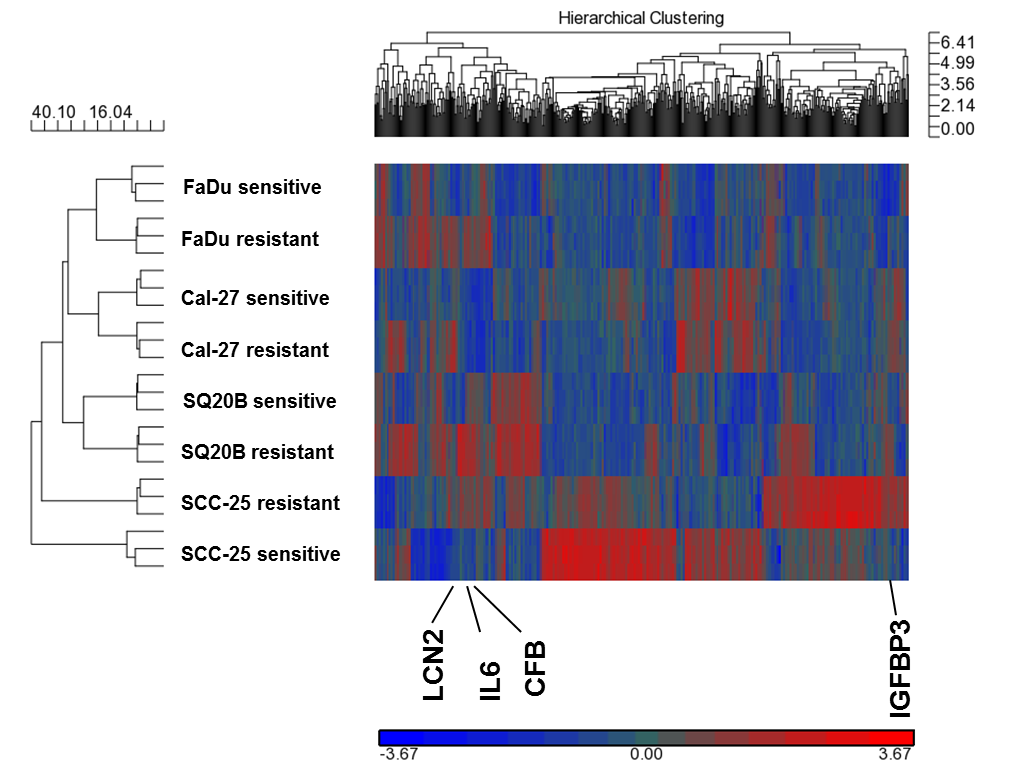 Hierarchical Clustering
6.41
4.99
3.56
2.14
0.00
40.10 16.04
FaDu sensitive
FaDu resistant
Cal-27 sensitive
Cal-27 resistant
SQ20B sensitive
SQ20B resistant
SCC-25 resistant
SCC-25 sensitive
LCN2
IL6
CFB
IGFBP3
-3.67 0.00 3.67